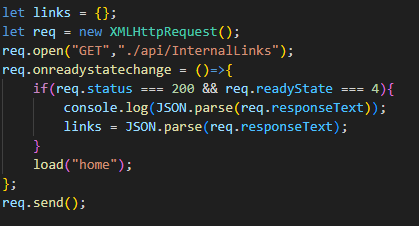 let links = {};
let req = new XMLHttpRequest();
req.open("GET","./api/InternalLinks");
req.onreadystatechange = ()=>{
    if(req.status === 200 && req.readyState === 4){
        console.log(JSON.parse(req.responseText));
        links = JSON.parse(req.responseText);
    }
    load("home");
};
req.send();